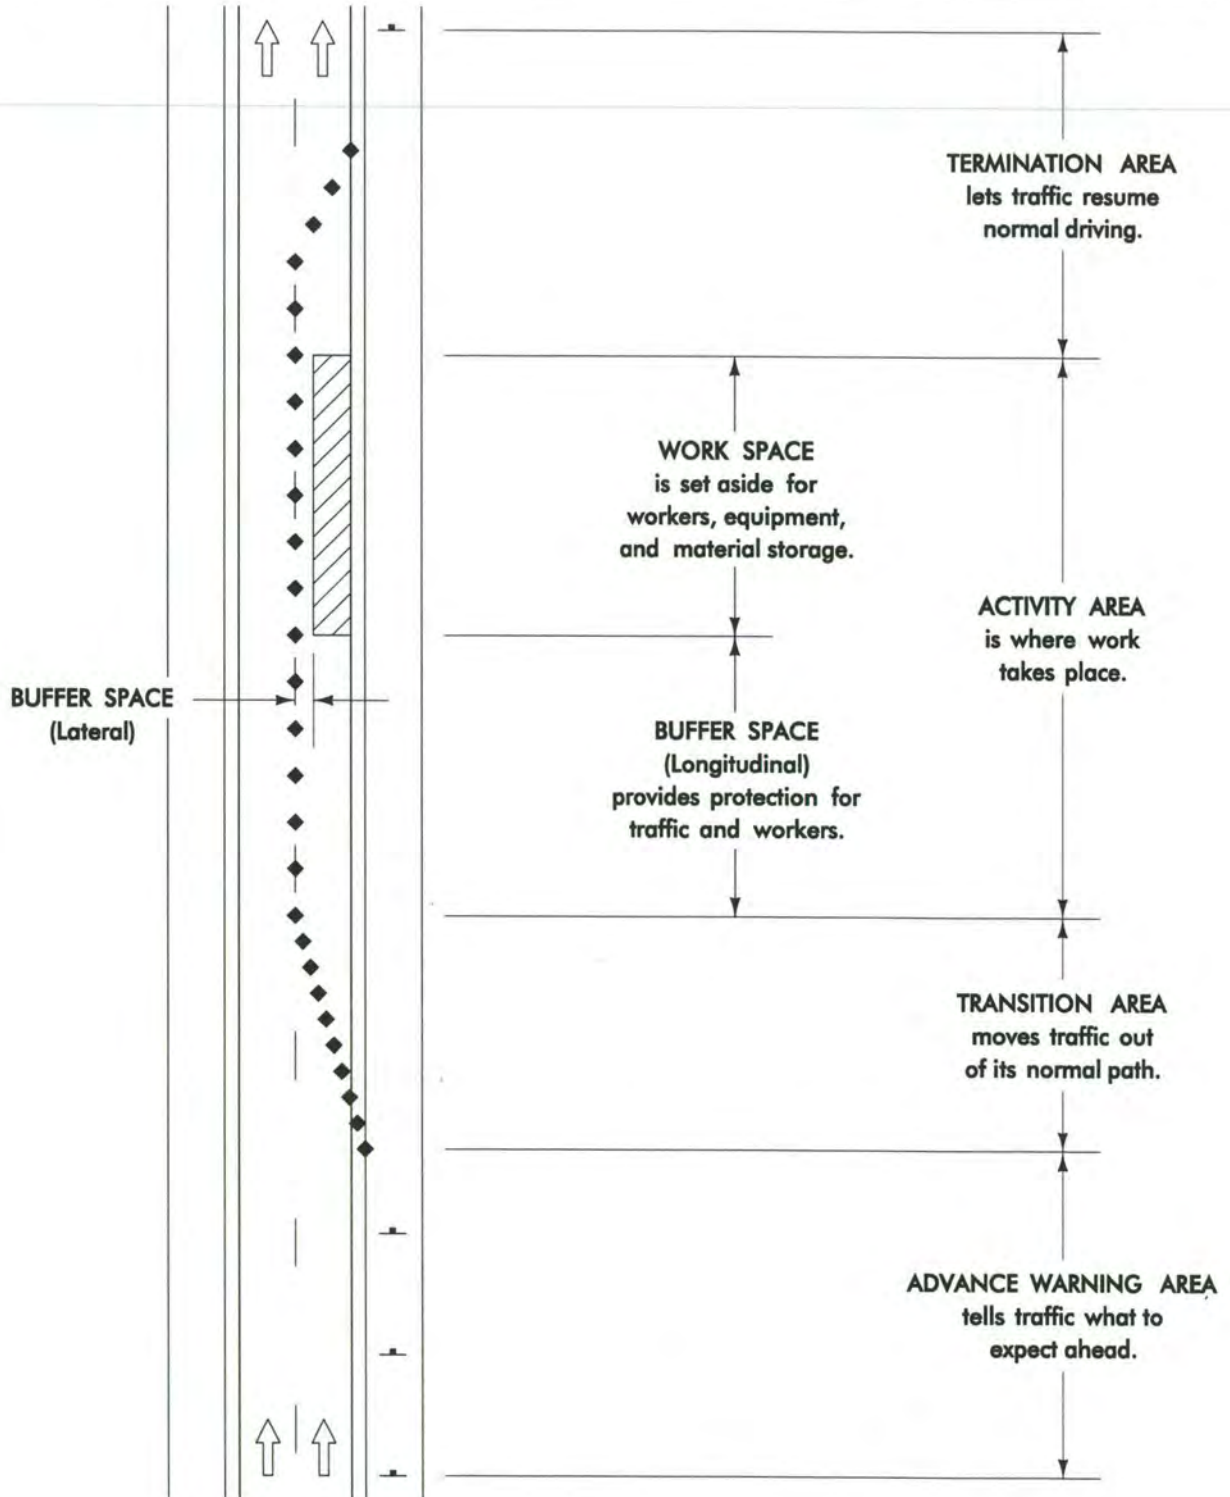 TERMINATION AREA
lets traffic resume
normal driving.
WORK SPACE
is set aside for
workers, equipment,
and material storage.
ACTIVITY AREA
is where work
takes place.
BUFFER SPACE
(Lateral)
BUFFER SPACE
(Longitudinal)
provides protection for
traffic and workers.
TRANSITION AREA
moves traffic out
of its normal path.
ADVANCE WARNING AREA
tells traffic what to
expect ahead.